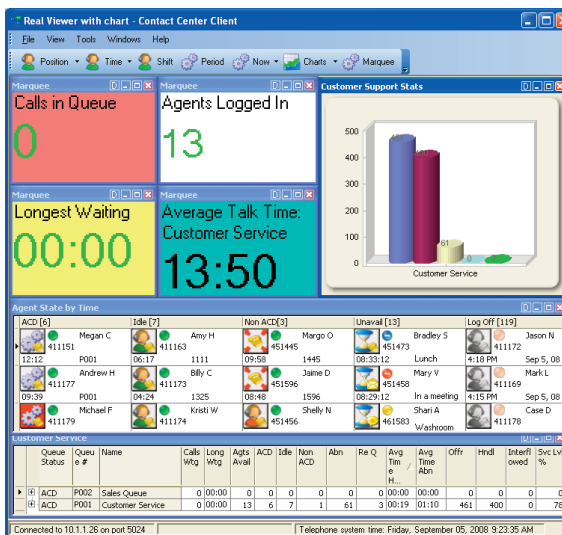 Real Viewer with chart - Contact Center Client
File View Tools Windows Help
Position Time Shift Period Now Charts Marquee
Marquee
Calls in Queue
0
Marquee
Agents Logged In
13
Marquee
Longest Waiting
00:00
Marquee
Average Talk Time:
Customer Service
13:50
Customer Support Stats
500
400
300
200
100
0
61
0
Customer Service
Agent State by Time
ACD [6] Idle [7] Non ACD[3] Unavail [13] Log Off [119]
Megan C Amy H Margo O Bradley S Jason N
411151 411163 451445 451473 411172
12:12 P001 06:17 1111 09:58 1445 08:33:12 Lunch 4:18 PM Sep 5, 08
Andrew H Billy C Jaime D Mary V Mark L
411177 411173 451596 451458 411169
09:39 P001 04:24 1325 08:48 1596 08:29:12 In a meeting 4:15 PM Sep 5, 08
Michael F Kristi W Shelly N Shari A Case D
411179 411174 451456 461583 Washroom 411178
Customer Service
Queue Status Queu e # Name Calls Wtg Long Wtg Agts Avail ACD Idle Non ACD Abn Re Q Avg Tim e H... Avg Time Abn Offr Hndl Interfl owed Svc Lvl %
ACD P002 Sales Queue 0 00:00 0 0 0 0 0 0 00:00 00:00 0 0 0 0
ACD P001 Customer Service 0 00:00 13 6 7 1 61 3 00:19 01:10 461 400 0 78
Connected to 10.1.1.26 on port 5024 Telephone system time: Friday, September 05, 2008 9:23:35 AM